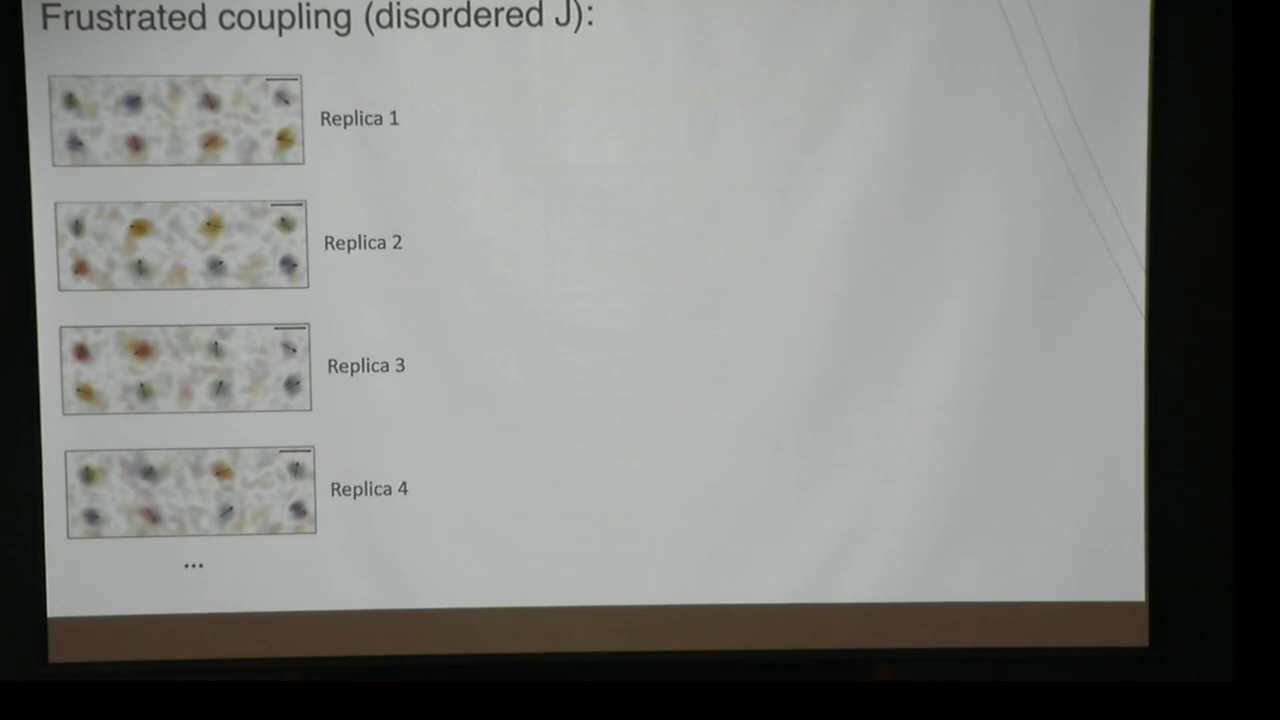 Frustrated coupling (disordered J):
Replica 1
Replica 2
Replica 3
Replica 4
...